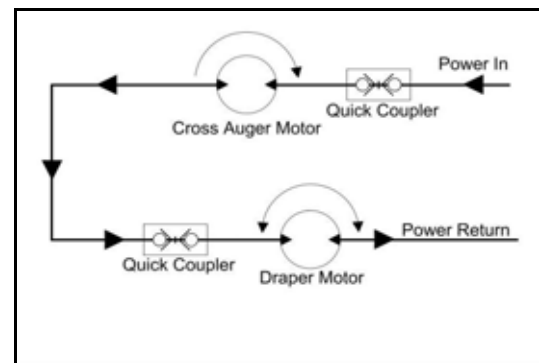 Power In
Quick Coupler
Cross Auger Motor
Power Return
Quick Coupler
Draper Motor